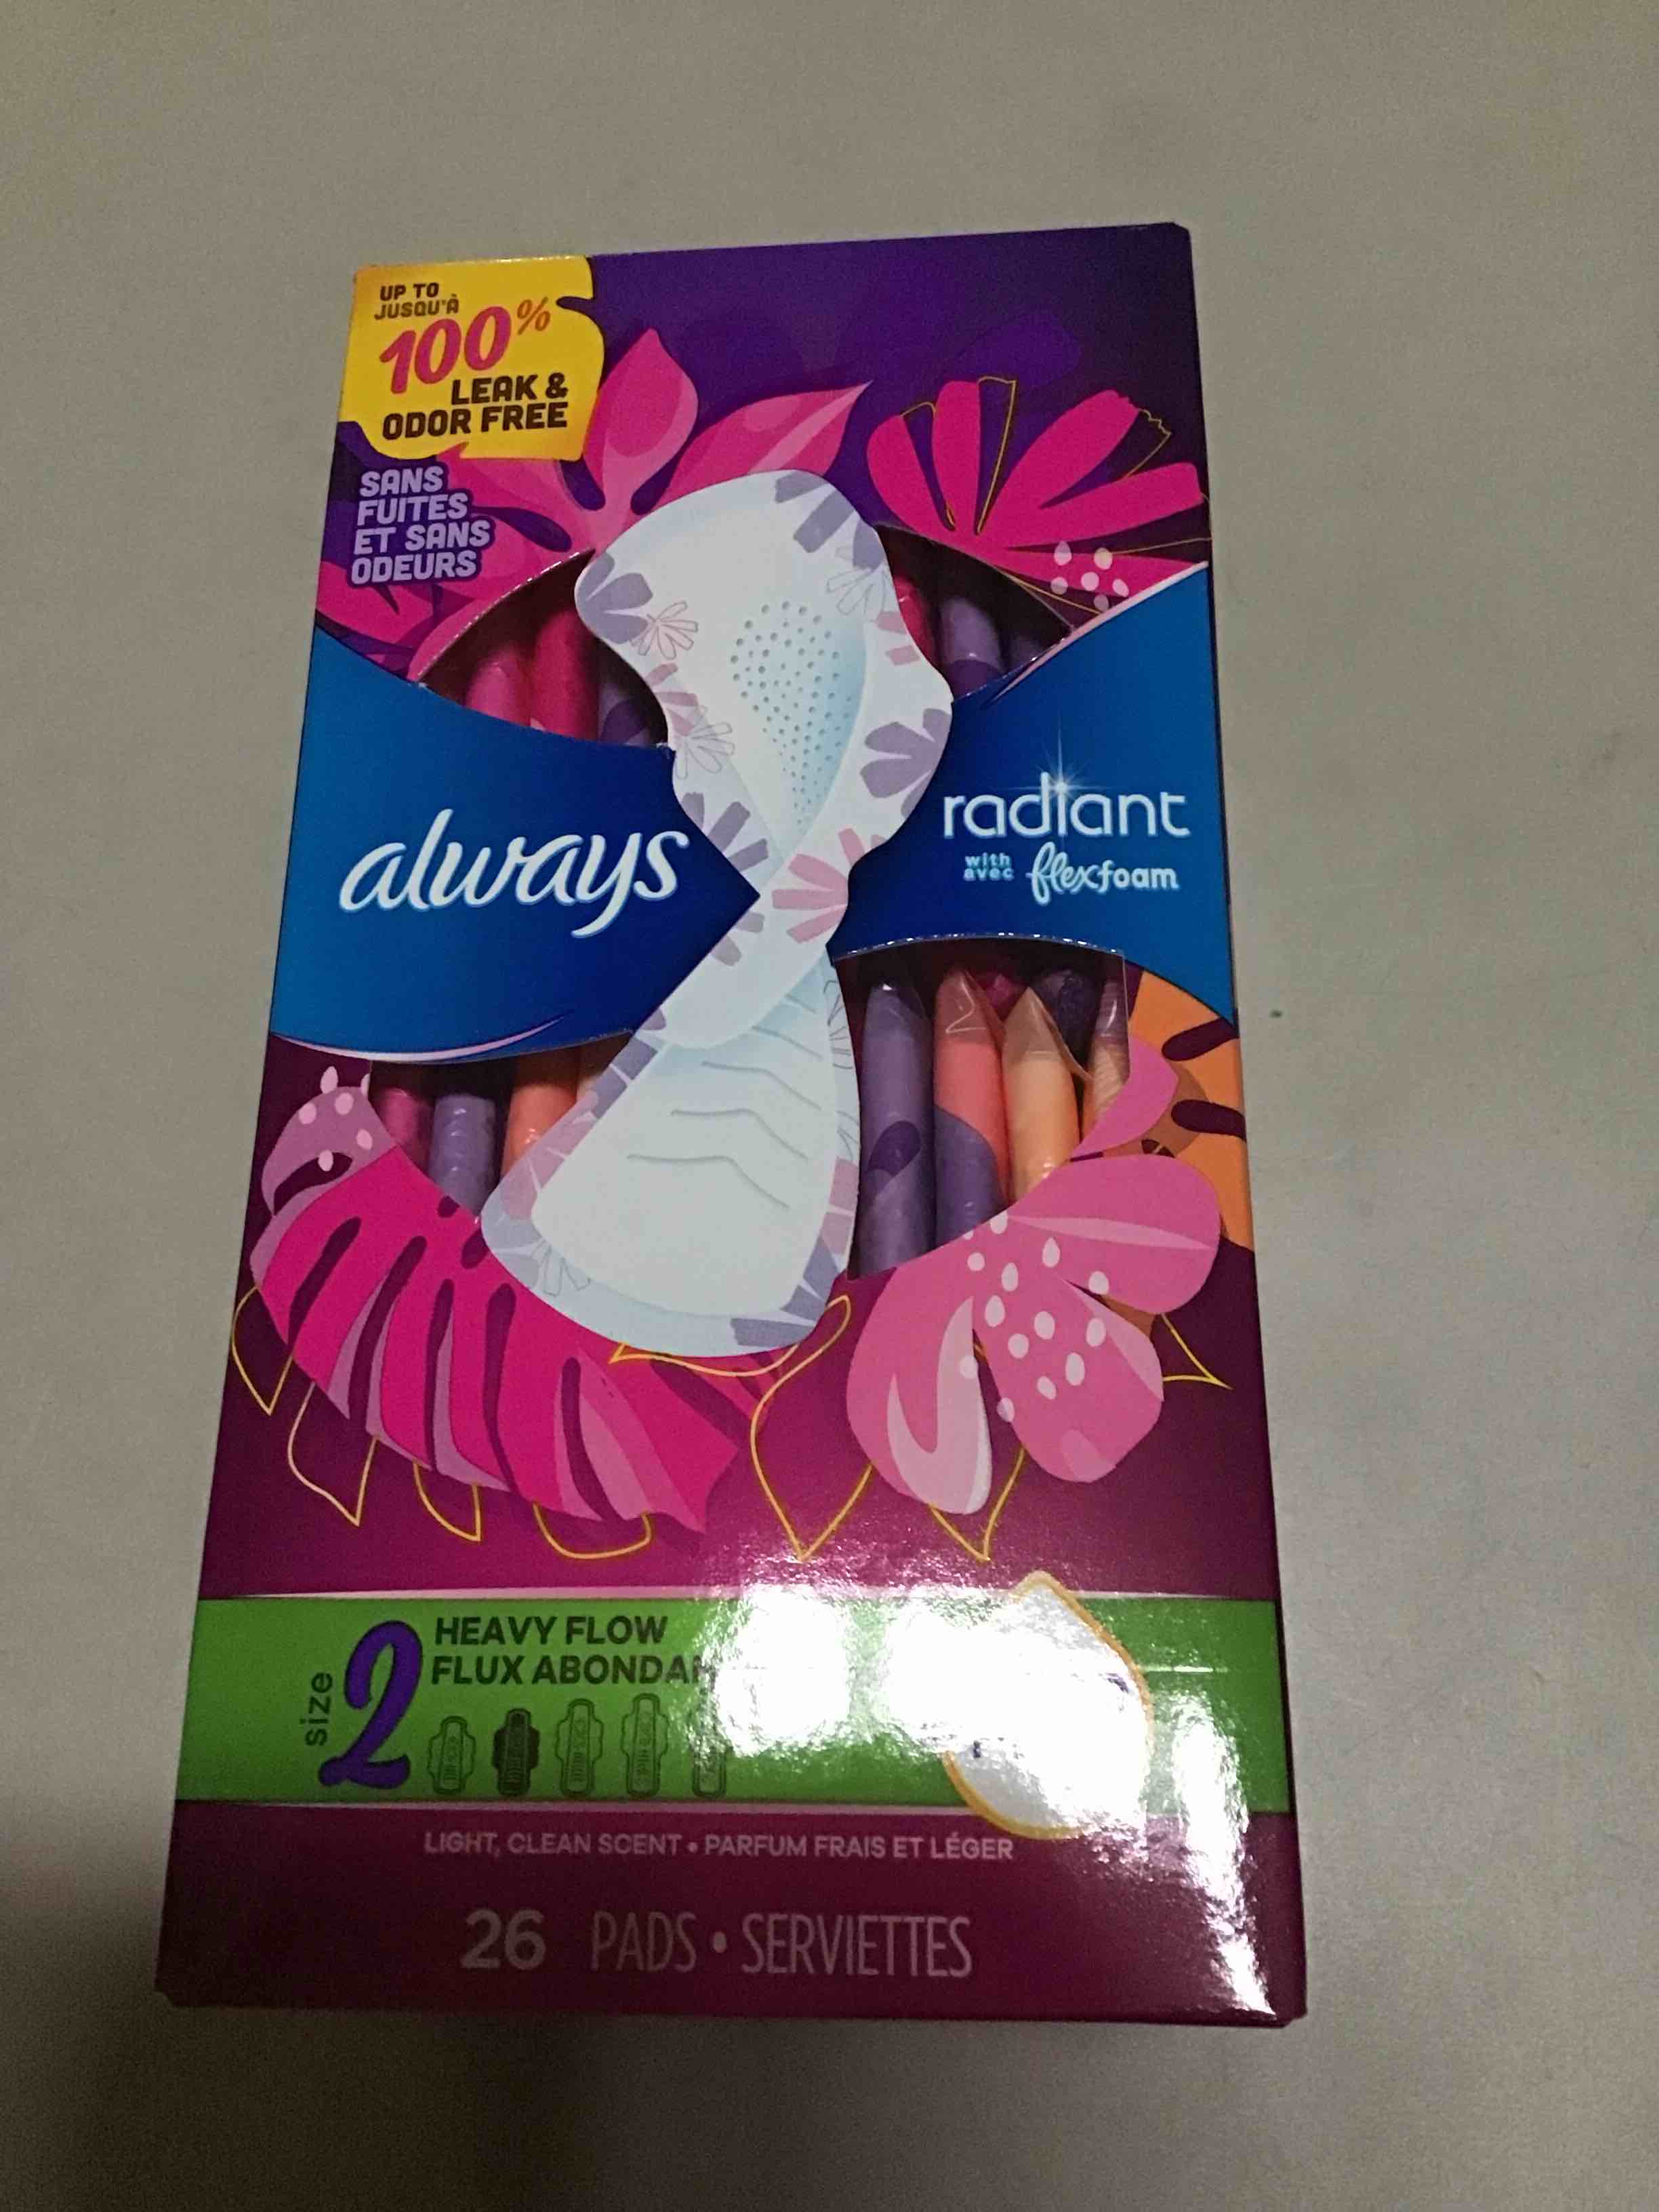 UP TO
JUSQU'À
100%
LEAK &
ODOR FREE
SANS
FUITES
ET SANS
ODEURS
always
radiant
with
avec
flexfoam
size
2
HEAVY FLOW
FLUX
LIGHT, CLEAN SCENT • PARFUM FRAIS ET LÉGER
26 PADS • SERVIETTES